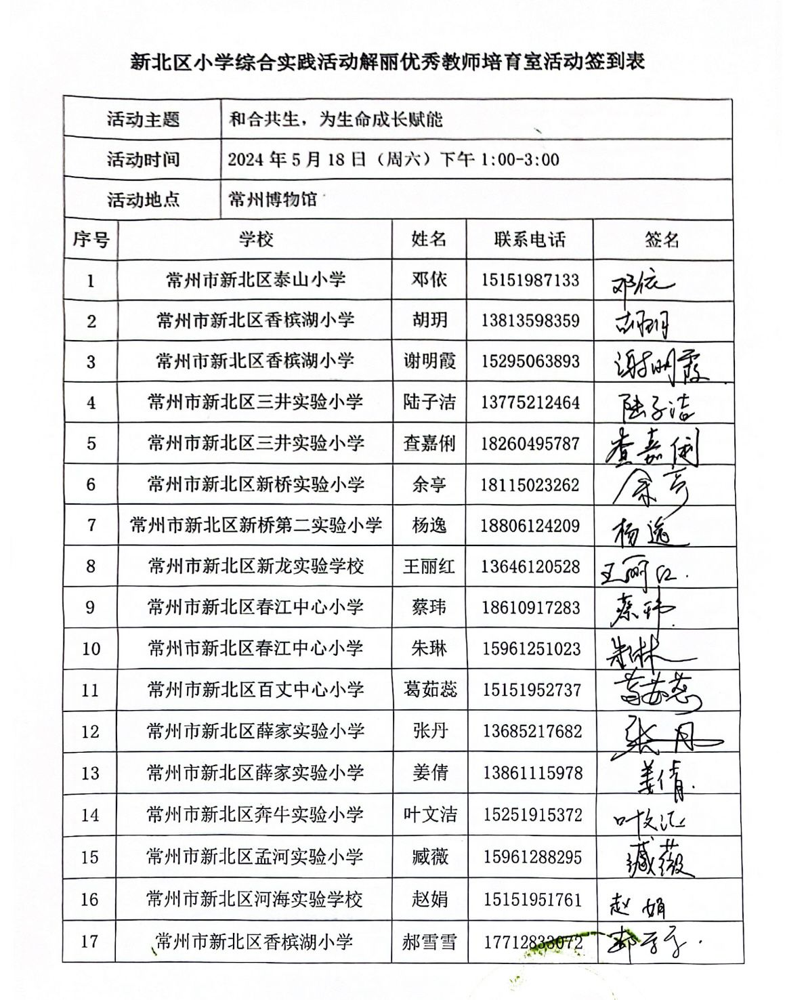 新北区小学综合实践活动解丽优秀教师培育室活动签到表
活动主题 和合共生，为生命成长赋能
活动时间 2024 年 5 月 18 日（周六）下午 1:00-3:00
活动地点 常州博物馆
序号 学校 姓名 联系电话 签名
1 常州市新北区泰山小学 邓依 15151987133 邓依
2 常州市新北区香槟湖小学 胡玥 13813598359 胡玥
3 常州市新北区香槟湖小学 谢明霞 15295063893 谢明霞
4 常州市新北区三井实验小学 陆子洁 13775212464 陆子洁
5 常州市新北区三井实验小学 查嘉俐 18260495787 查嘉俐
6 常州市新北区新桥实验小学 余亭 18115023262 余亭
7 常州市新北区新桥第二实验小学 杨逸 18806124209 杨逸
8 常州市新北区新龙实验学校 王丽红 13646120528 王丽红
9 常州市新北区春江中心小学 蔡玮 18610917283 蔡玮
10 常州市新北区春江中心小学 朱琳 15961251023 朱琳
11 常州市新北区百丈中心小学 葛茹蕊 15151952737 葛茹蕊
12 常州市新北区薛家实验小学 张丹 13685217682 张丹
13 常州市新北区薛家实验小学 姜倩 13861115978 姜倩
14 常州市新北区奔牛实验小学 叶文洁 15251915372 叶文洁
15 常州市新北区孟河实验小学 臧薇 15961288295 臧薇
16 常州市新北区河海实验学校 赵娟 15151951761 赵娟
17 常州市新北区香槟湖小学 郝雪雪 17712833072 郝雪雪